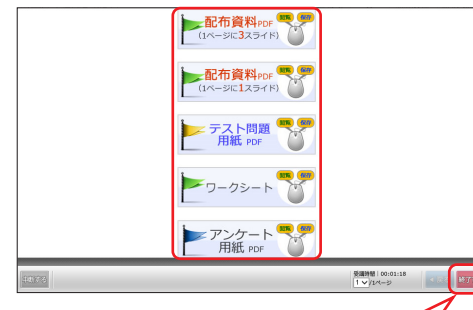 配布資料PDF
(1ページに3スライド)
閲覧 保存
配布資料PDF
(1ページに1スライド)
閲覧 保存
テスト問題
用紙 PDF
閲覧 保存
ワークシート
閲覧 保存
アンケート
用紙 PDF
閲覧 保存
中断する
受講時間:00:01:18
1 /1ページ
終了